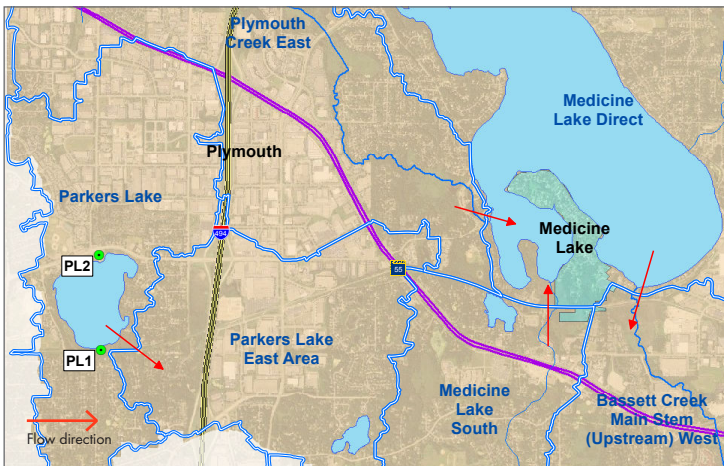 Plymouth
Creek East
Medicine
Lake Direct
Plymouth
Parkers Lake
494
Medicine
Lake
PL2
55
PL1
Parkers Lake
East Area
Medicine
Lake
South
Bassett Creek
Main Stem
(Upstream) West
Flow direction